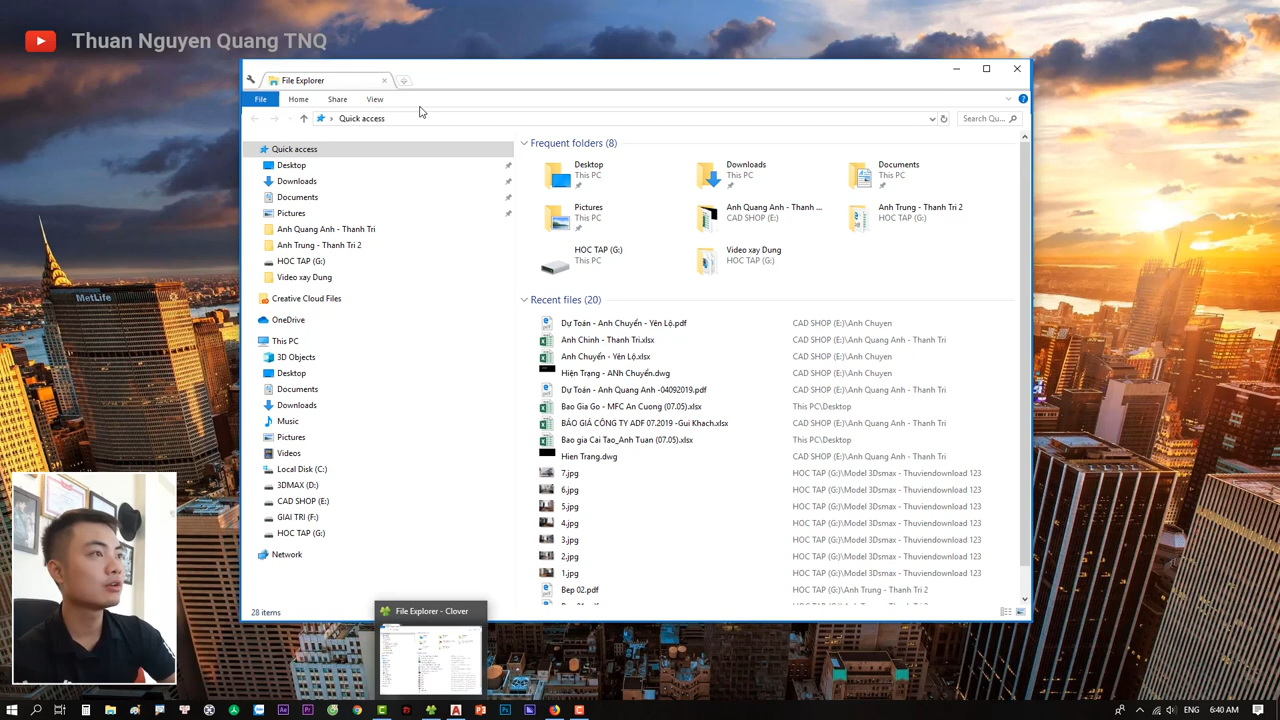 Thuan Nguyen Quang TNQ
File Explorer
File Home Share View
Quick access
Search Qu...
Quick access
Desktop
Downloads
Documents
Pictures
Anh Quang Anh - Thanh Tri
Anh Trung - Thanh Tri 2
HOC TAP (G:)
Video xay Dung
Creative Cloud Files
OneDrive
This PC
3D Objects
Desktop
Documents
Downloads
Music
Pictures
Videos
Local Disk (C:)
3DMAX (D:)
CAD SHOP (E:)
GIAI TRI (F:)
HOC TAP (G:)
Network
Frequent folders (8)
Desktop
This PC
Downloads
This PC
Documents
This PC
Pictures
This PC
Anh Quang Anh - Thanh ...
CAD SHOP (E:)
Anh Trung - Thanh Tri 2
HOC TAP (G:)
HOC TAP (G:)
This PC
Video xay Dung
HOC TAP (G:)
Recent files (20)
Dự Toán - Anh Chuyển - Yên Lộ.pdf CAD SHOP (E:)\Anh Chuyen
Anh Chinh - Thanh Tri.xlsx CAD SHOP (E:)\Anh Quang Anh - Thanh Tri
Anh Chuyển - Yên Lộ.xlsx CAD SHOP (E:)\Anh Chuyen
Hiện Trạng - ANh Chuyển.dwg CAD SHOP (E:)\Anh Chuyen
Dự Toán - Anh Quang Anh -04092019.pdf CAD SHOP (E:)\Anh Quang Anh - Thanh Tri
Bao Gia Go - MFC An Cuong (07.05).xlsx This PC\Desktop
BÁO GIÁ CÔNG TY ADF 07.2019 -Gui Khach.xlsx CAD SHOP (E:)\Anh Quang Anh - Thanh Tri
Bao gia Cai Tao_Anh Tuan (07.05).xlsx This PC\Desktop
Hien Trang.dwg CAD SHOP (E:)\Anh Quang Anh - Thanh Tri
7.jpg HOC TAP (G:)\Model 3Dsmax - Thuviendownload 123
6.jpg HOC TAP (G:)\Model 3Dsmax - Thuviendownload 123
5.jpg HOC TAP (G:)\Model 3Dsmax - Thuviendownload 123
4.jpg HOC TAP (G:)\Model 3Dsmax - Thuviendownload 123
3.jpg HOC TAP (G:)\Model 3Dsmax - Thuviendownload 123
2.jpg HOC TAP (G:)\Model 3Dsmax - Thuviendownload 123
1.jpg HOC TAP (G:)\Model 3Dsmax - Thuviendownload 123
Bep 02.pdf HOC TAP (G:)\Anh Trung - Thanh Tri 2
28 items
MetLife
File Explorer - Clover
ENG 6:40 AM